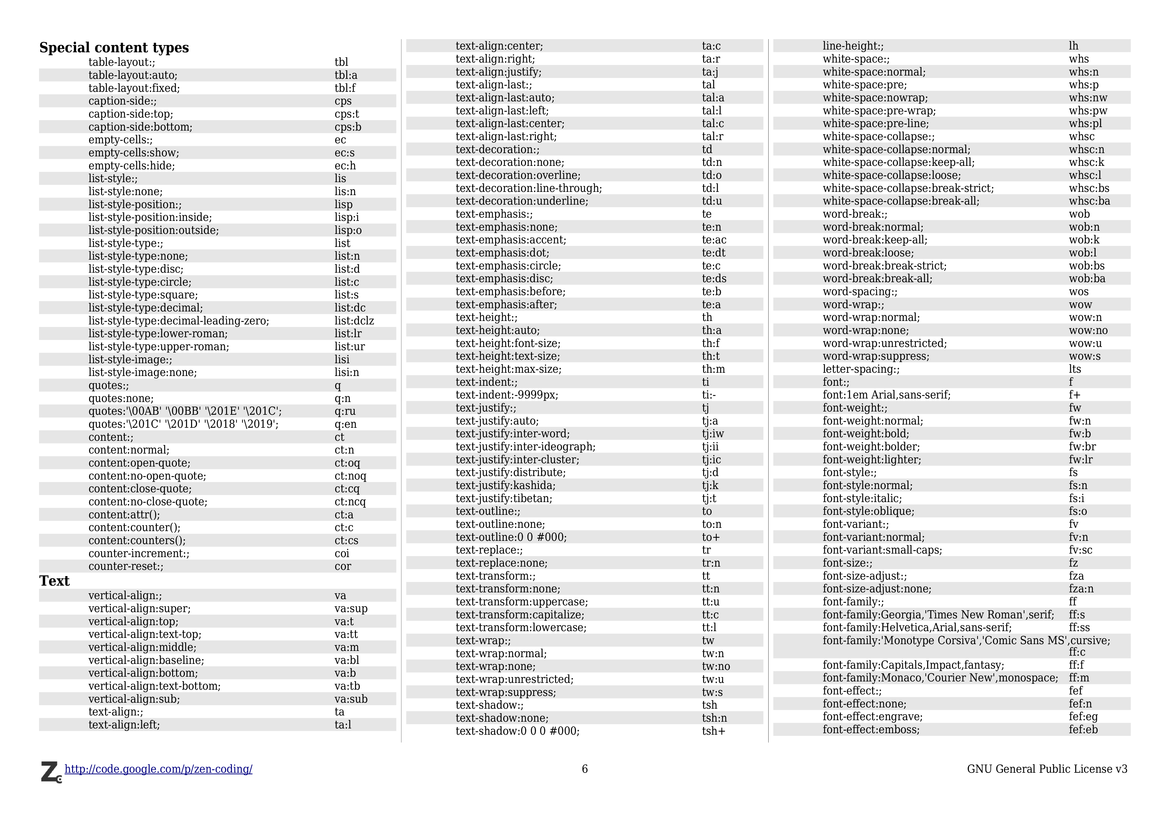 Special content types
table-layout:; tbl
table-layout:auto; tbl:a
table-layout:fixed; tbl:f
caption-side:; cps
caption-side:top; cps:t
caption-side:bottom; cps:b
empty-cells:; ec
empty-cells:show; ec:s
empty-cells:hide; ec:h
list-style:; lis
list-style:none; lis:n
list-style-position:; lisp
list-style-position:inside; lisp:i
list-style-position:outside; lisp:o
list-style-type:; list
list-style-type:none; list:n
list-style-type:disc; list:d
list-style-type:circle; list:c
list-style-type:square; list:s
list-style-type:decimal; list:dc
list-style-type:decimal-leading-zero; list:dclz
list-style-type:lower-roman; list:lr
list-style-type:upper-roman; list:ur
list-style-image:; lisi
list-style-image:none; lisi:n
quotes:; q
quotes:none; q:n
quotes:'\00AB' '\00BB' '\201E' '\201C'; q:ru
quotes:'\201C' '\201D' '\2018' '\2019'; q:en
content:; ct
content:normal; ct:n
content:open-quote; ct:oq
content:no-open-quote; ct:noq
content:close-quote; ct:cq
content:no-close-quote; ct:ncq
content:attr(); ct:a
content:counter(); ct:c
content:counters(); ct:cs
counter-increment:; coi
counter-reset:; cor
Text
vertical-align:; va
vertical-align:super; va:sup
vertical-align:top; va:t
vertical-align:text-top; va:tt
vertical-align:middle; va:m
vertical-align:baseline; va:bl
vertical-align:bottom; va:b
vertical-align:text-bottom; va:tb
vertical-align:sub; va:sub
text-align:; ta
text-align:left; ta:l
text-align:center; ta:c
text-align:right; ta:r
text-align:justify; ta:j
text-align-last:; tal
text-align-last:auto; tal:a
text-align-last:left; tal:l
text-align-last:center; tal:c
text-align-last:right; tal:r
text-decoration:; td
text-decoration:none; td:n
text-decoration:overline; td:o
text-decoration:line-through; td:l
text-decoration:underline; td:u
text-emphasis:; te
text-emphasis:none; te:n
text-emphasis:accent; te:ac
text-emphasis:dot; te:dt
text-emphasis:circle; te:c
text-emphasis:disc; te:ds
text-emphasis:before; te:b
text-emphasis:after; te:a
text-height:; th
text-height:auto; th:a
text-height:font-size; th:f
text-height:text-size; th:t
text-height:max-size; th:m
text-indent:; ti
text-indent:-9999px; ti:-
text-justify:; tj
text-justify:auto; tj:a
text-justify:inter-word; tj:iw
text-justify:inter-ideograph; tj:ii
text-justify:inter-cluster; tj:ic
text-justify:distribute; tj:d
text-justify:kashida; tj:k
text-justify:tibetan; tj:t
text-outline:; to
text-outline:none; to:n
text-outline:0 0 #000; to+
text-replace:; tr
text-replace:none; tr:n
text-transform:; tt
text-transform:none; tt:n
text-transform:uppercase; tt:u
text-transform:capitalize; tt:c
text-transform:lowercase; tt:l
text-wrap:; tw
text-wrap:normal; tw:n
text-wrap:none; tw:no
text-wrap:unrestricted; tw:u
text-wrap:suppress; tw:s
text-shadow:; tsh
text-shadow:none; tsh:n
text-shadow:0 0 0 #000; tsh+
line-height:; lh
white-space:; whs
white-space:normal; whs:n
white-space:pre; whs:p
white-space:nowrap; whs:nw
white-space:pre-wrap; whs:pw
white-space:pre-line; whs:pl
white-space-collapse:; whsc
white-space-collapse:normal; whsc:n
white-space-collapse:keep-all; whsc:k
white-space-collapse:loose; whsc:l
white-space-collapse:break-strict; whsc:bs
white-space-collapse:break-all; whsc:ba
word-break:; wob
word-break:normal; wob:n
word-break:keep-all; wob:k
word-break:loose; wob:l
word-break:break-strict; wob:bs
word-break:break-all; wob:ba
word-spacing:; wos
word-wrap:; wow
word-wrap:normal; wow:n
word-wrap:none; wow:no
word-wrap:unrestricted; wow:u
word-wrap:suppress; wow:s
letter-spacing:; lts
font:; f
font:1em Arial,sans-serif; f+
font-weight:; fw
font-weight:normal; fw:n
font-weight:bold; fw:b
font-weight:bolder; fw:br
font-weight:lighter; fw:lr
font-style:; fs
font-style:normal; fs:n
font-style:italic; fs:i
font-style:oblique; fs:o
font-variant:; fv
font-variant:normal; fv:n
font-variant:small-caps; fv:sc
font-size:; fz
font-size-adjust:; fza
font-size-adjust:none; fza:n
font-family:; ff
font-family:Georgia,'Times New Roman',serif; ff:s
font-family:Helvetica,Arial,sans-serif; ff:ss
font-family:'Monotype Corsiva','Comic Sans MS',cursive;
ff:c
font-family:Capitals,Impact,fantasy; ff:f
font-family:Monaco,'Courier New',monospace; ff:m
font-effect:; fef
font-effect:none; fef:n
font-effect:engrave; fef:eg
font-effect:emboss; fef:eb
Zc http://code.google.com/p/zen-coding/ 6 GNU General Public License v3